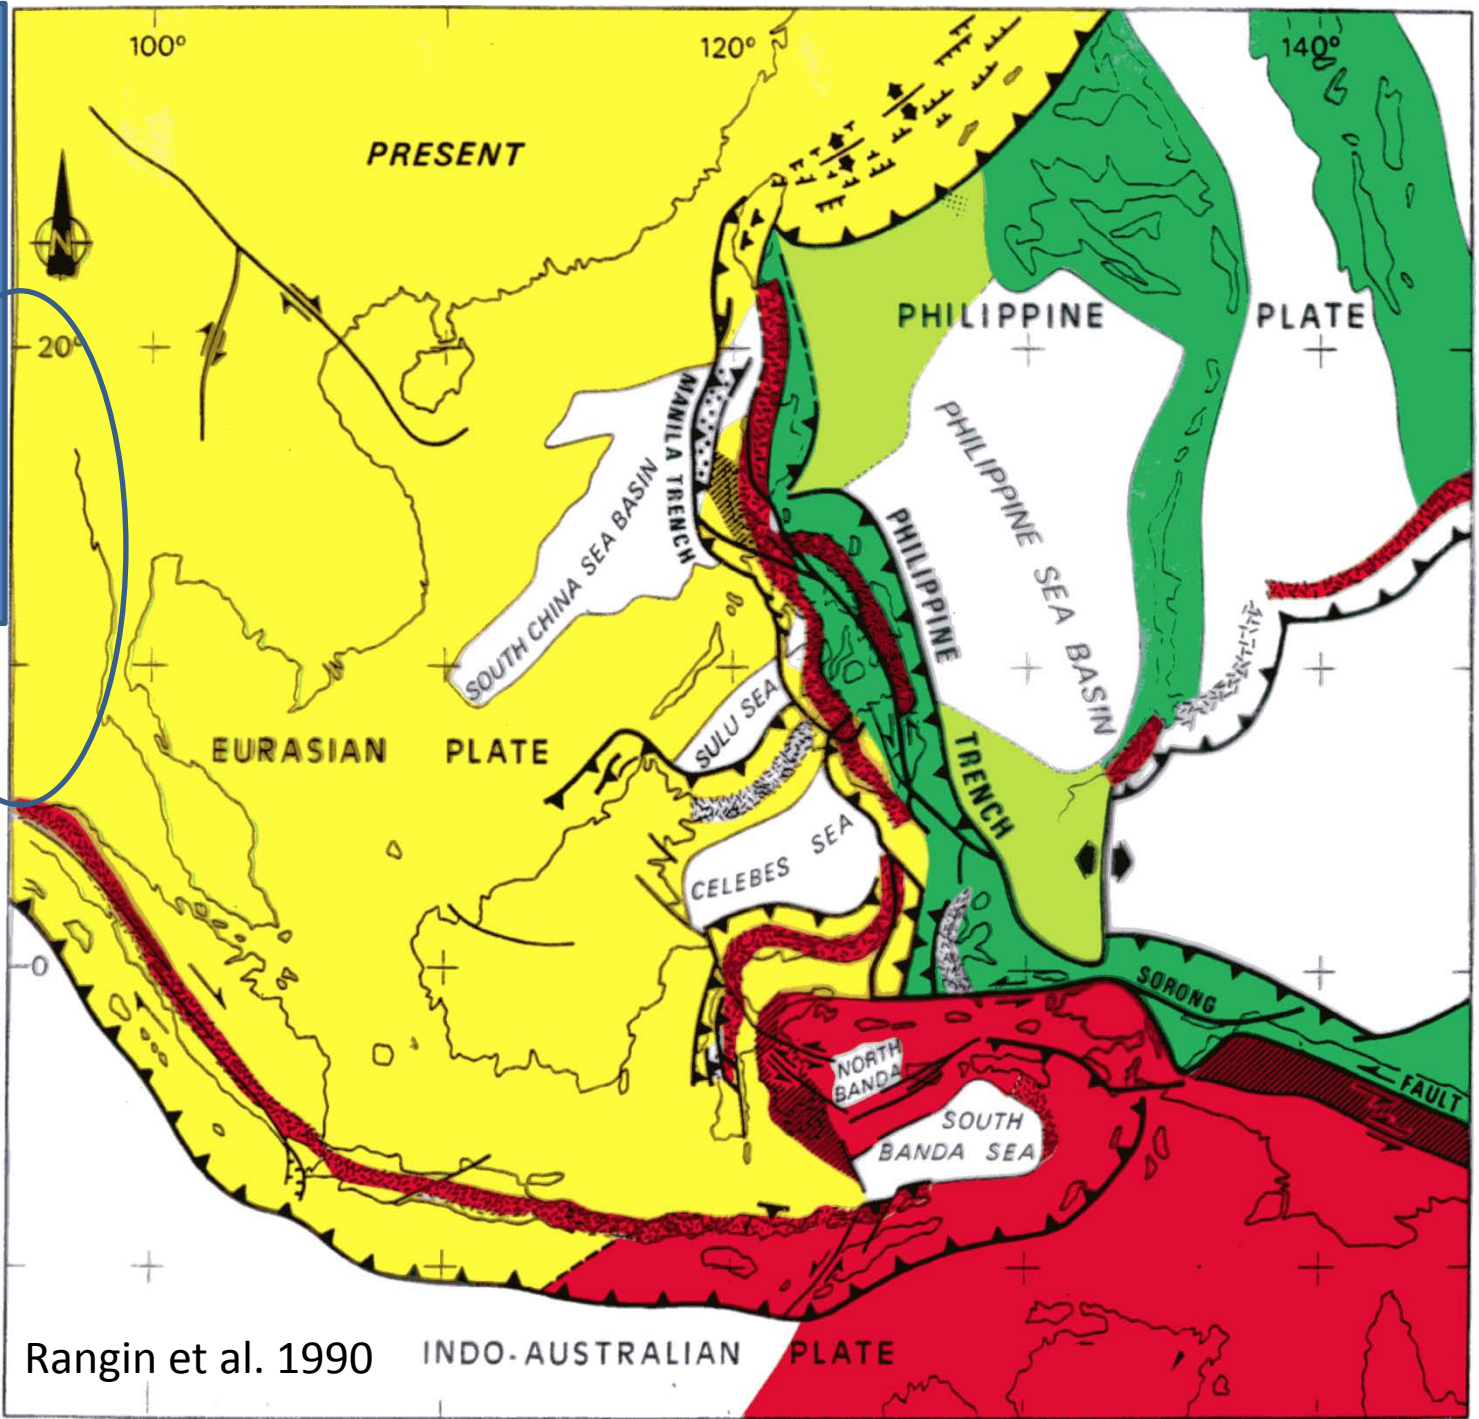 100°
120°
140°
PRESENT
N
PHILIPPINE PLATE
20°
MANILA TRENCH
SOUTH CHINA SEA BASIN
PHILIPPINE SEA BASIN
PHILIPPINE
TRENCH
SULU SEA
EURASIAN PLATE
CELEBES SEA
0
SORONG
FAULT
NORTH
BANDA
SOUTH
BANDA SEA
Rangin et al. 1990
INDO-AUSTRALIAN PLATE